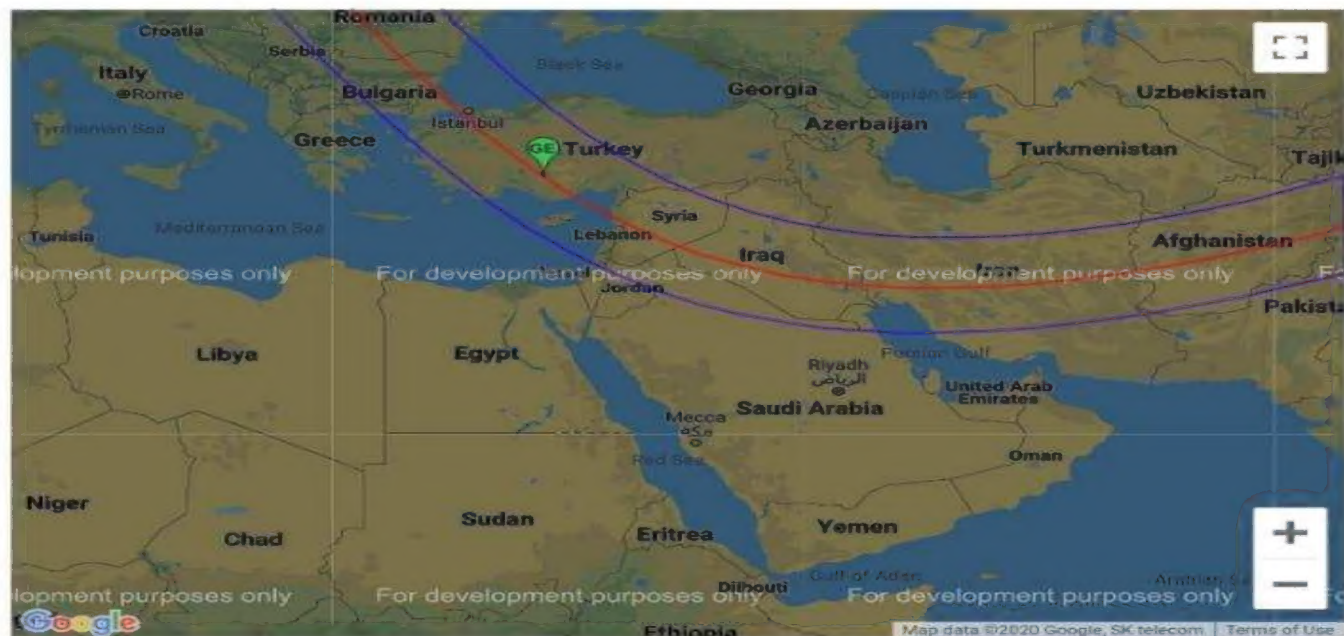 Romania
Croatia
Serbia
Black Sea
Italy
Rome
Bulgaria
Georgia
Caspian Sea
Uzbekistan
Istanbul
Azerbaijan
Tyrrhenian Sea
Greece
GE
Turkey
Turkmenistan
Tajik
Syria
Mediterranean Sea
Tunisia
Lebanon
Iraq
Afghanistan
lopment purposes only
For development purposes only
For development purposes only
Fo
Iran
Jordan
Pakista
Libya
Egypt
Persian Gulf
Riyadh
الرياض
United Arab
Emirates
Saudi Arabia
Mecca
مكة
Red Sea
Oman
Niger
Sudan
Chad
Eritrea
Yemen
Gulf of Aden
Djibouti
Arabian Se
velopment purposes only
For development purposes only
For development purposes only
Fo
Google
Ethiopia
Map data ©2020 Google, SK telecom
Terms of Use
+
−